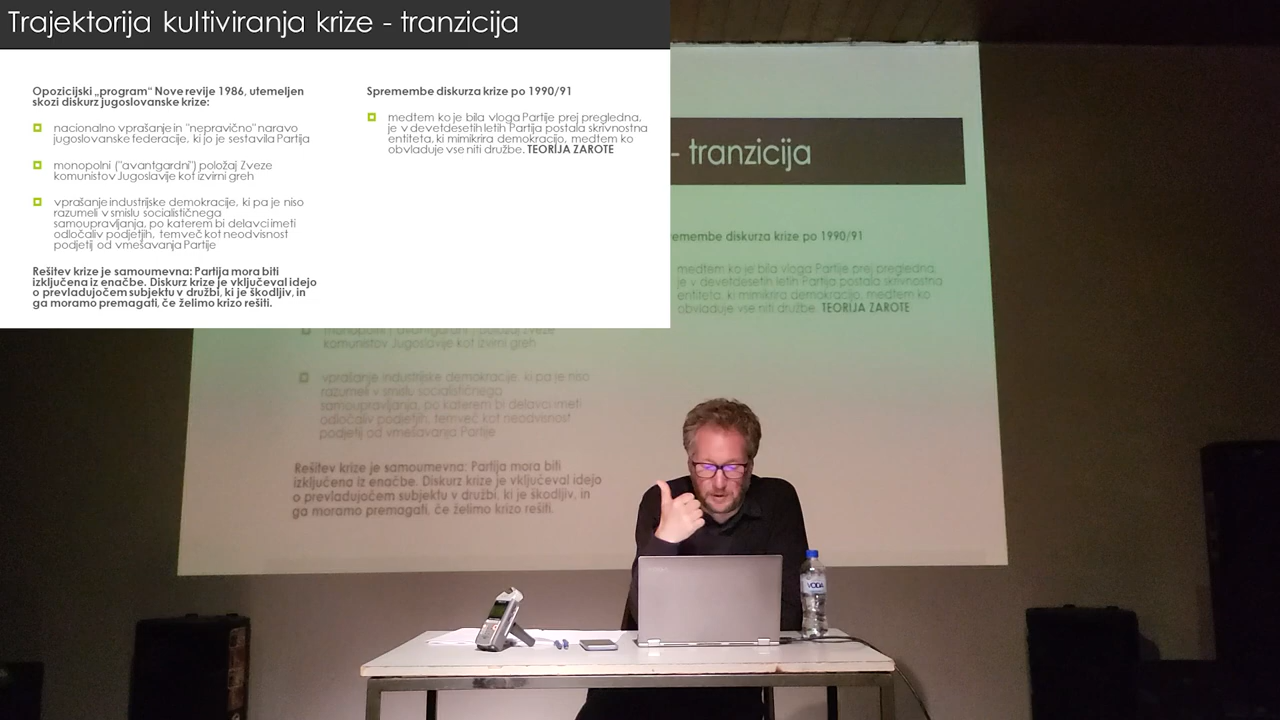 Trajektorija kultiviranja krize - tranzicija
Opozicijski „program“ Nove revije 1986, utemeljen
skozi diskurz jugoslovanske krize:
nacionalno vprašanje in "nepravično" naravo
jugoslovanske federacije, ki jo je sestavila Partija
monopolni ("avantgardni") položaj Zveze
komunistov Jugoslavije kot izvirni greh
vprašanje industrijske demokracije, ki pa je niso
razumeli v smislu socialističnega
samoupravljanja, po katerem bi delavci imeti
odločali v podjetjih, temveč kot neodvisnost
podjetij od vmešavanja Partije
Rešitev krize je samoumevna: Partija mora biti
izključena iz enačbe. Diskurz krize je vključeval idejo
o prevladujočem subjektu v družbi, ki je škodljiv, in
ga moramo premagati, če želimo krizo rešiti.
Spremembe diskurza krize po 1990/91
medtem ko je bila vloga Partije prej pregledna,
je v devetdesetih letih Partija postala skrivnostna
entiteta, ki mimikrira demokracijo, medtem ko
obvladuje vse niti družbe. TEORIJA ZAROTE
- tranzicija
remembe diskurza krize po 1990/91
medtem ko je bila vloga Partije prej pregledna,
je v devetdesetih letih Partija postala skrivnostna
entiteta, ki mimikrira demokracijo, medtem ko
obvladuje vse niti družbe. TEORIJA ZAROTE
monopolni ("avantgardni") položaj Zveze
komunistov Jugoslavije kot izvirni greh
vprašanje industrijske demokracije, ki pa je niso
razumeli v smislu socialističnega
samoupravljanja, po katerem bi delavci imeti
odločali v podjetjih, temveč kot neodvisnost
podjetij od vmešavanja Partije
Rešitev krize je samoumevna: Partija mora biti
izključena iz enačbe. Diskurz krize je vključeval idejo
o prevladujočem subjektu v družbi, ki je škodljiv, in
ga moramo premagati, če želimo krizo rešiti.
VODA